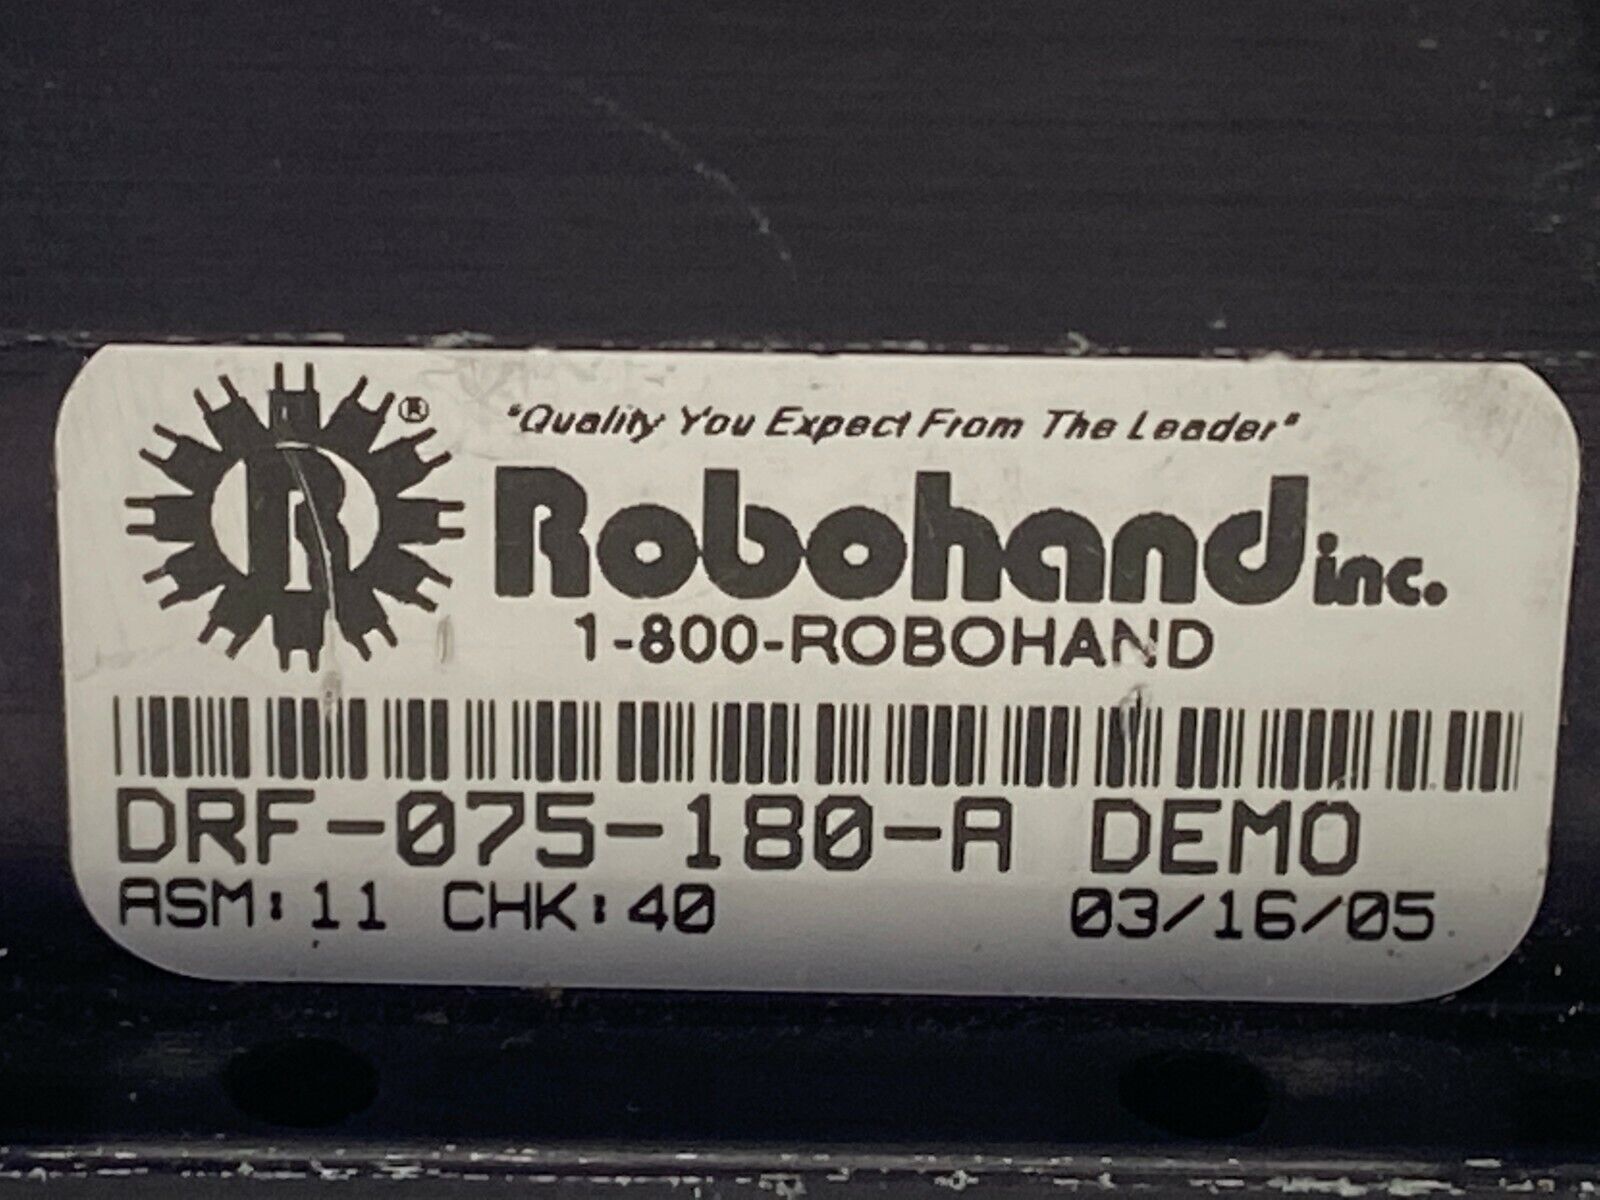 R®
"Quality You Expect From The Leader"
Robohand inc.
1-800-ROBOHAND
DRF-075-180-A DEMO
ASM:11 CHK:40 03/16/05